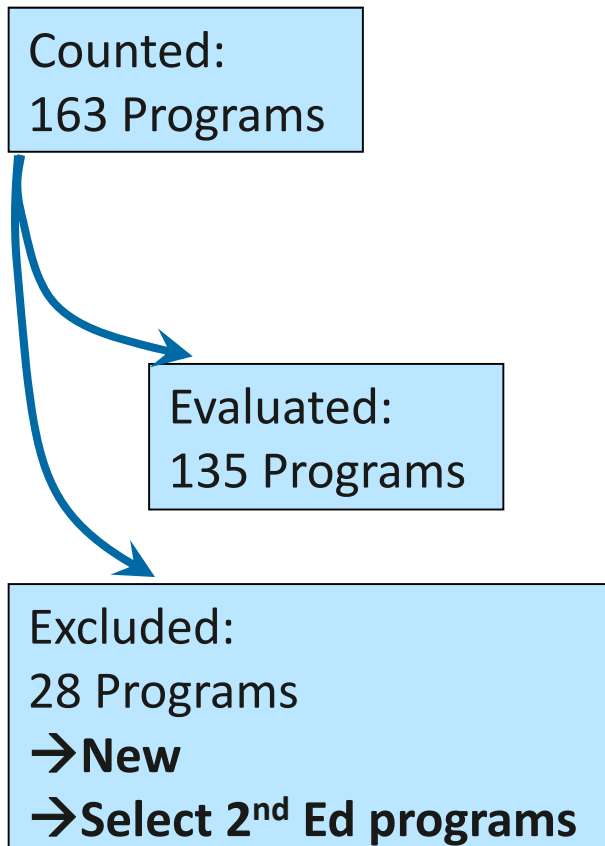 Counted:
163 Programs
Evaluated:
135 Programs
Excluded:
28 Programs
→New
→Select 2nd Ed programs